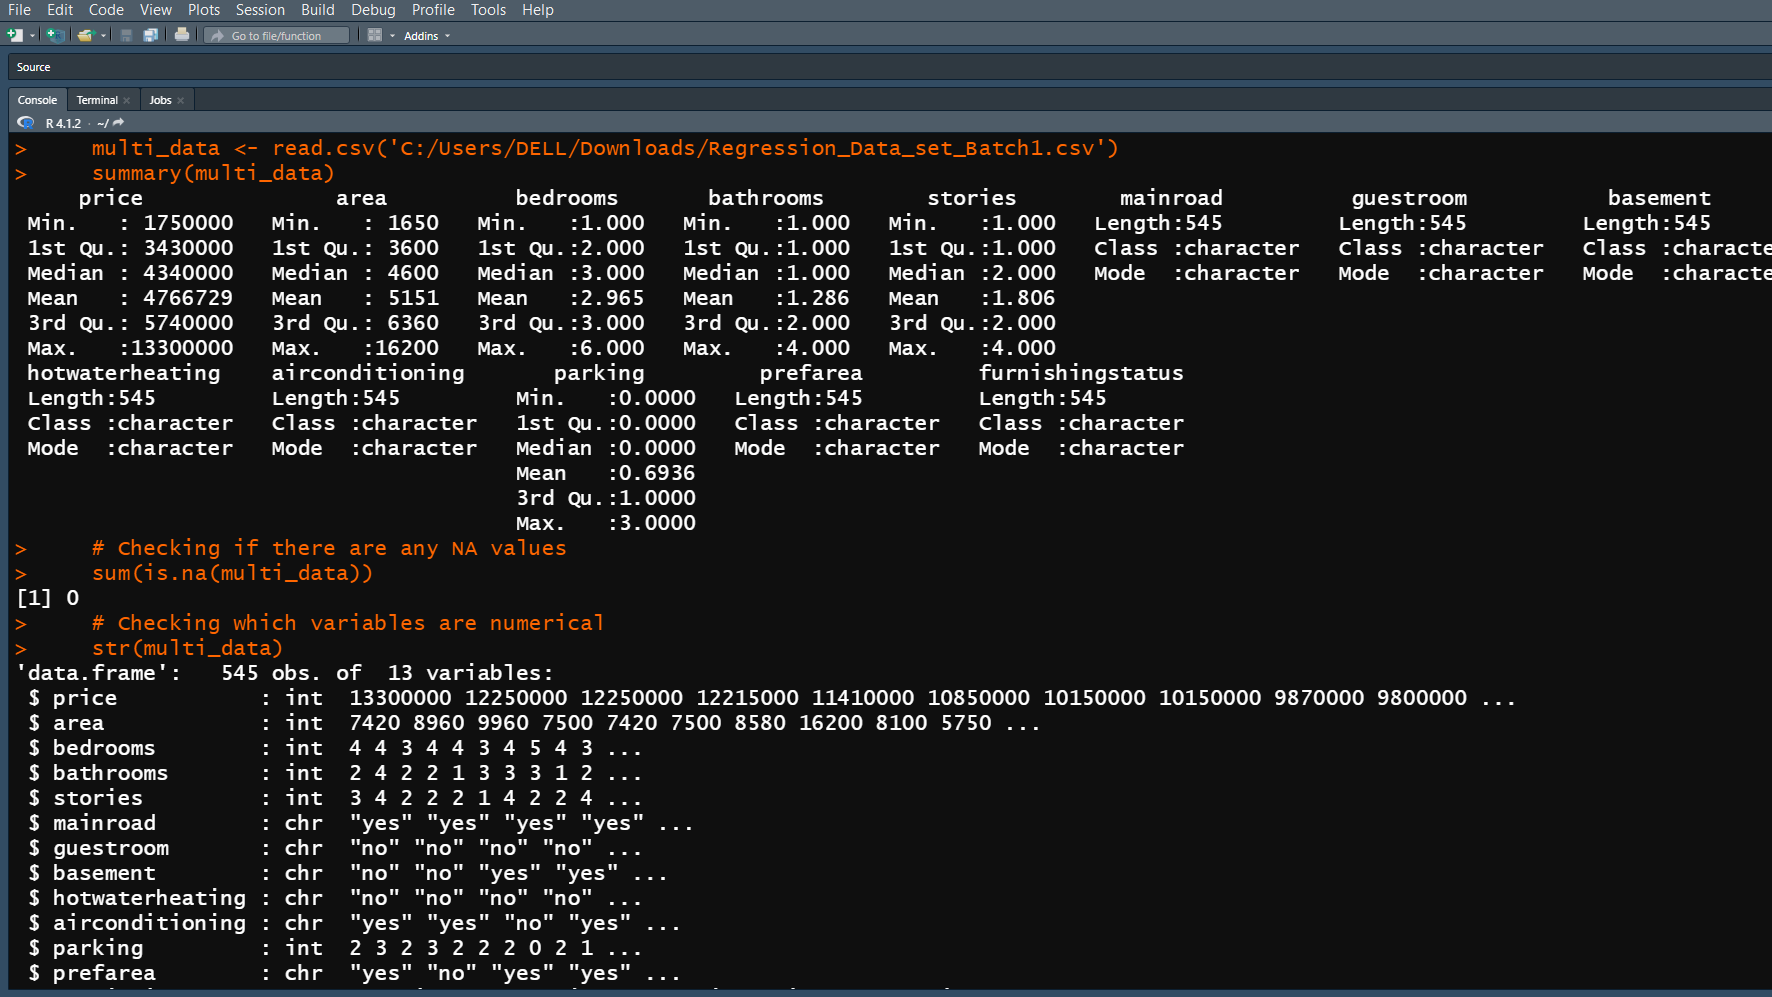 File Edit Code View Plots Session Build Debug Profile Tools Help
Go to file/function Addins
Source
Console Terminal Jobs
R 4.1.2 · ~/
> multi_data <- read.csv('C:/Users/DELL/Downloads/Regression_Data_set_Batch1.csv')
> summary(multi_data)
price area bedrooms bathrooms stories mainroad guestroom basement
Min. : 1750000 Min. : 1650 Min. :1.000 Min. :1.000 Min. :1.000 Length:545 Length:545 Length:545
1st Qu.: 3430000 1st Qu.: 3600 1st Qu.:2.000 1st Qu.:1.000 1st Qu.:1.000 Class :character Class :character Class :characte
Median : 4340000 Median : 4600 Median :3.000 Median :1.000 Median :2.000 Mode :character Mode :character Mode :characte
Mean : 4766729 Mean : 5151 Mean :2.965 Mean :1.286 Mean :1.806
3rd Qu.: 5740000 3rd Qu.: 6360 3rd Qu.:3.000 3rd Qu.:2.000 3rd Qu.:2.000
Max. :13300000 Max. :16200 Max. :6.000 Max. :4.000 Max. :4.000
hotwaterheating airconditioning parking prefarea furnishingstatus
Length:545 Length:545 Min. :0.0000 Length:545 Length:545
Class :character Class :character 1st Qu.:0.0000 Class :character Class :character
Mode :character Mode :character Median :0.0000 Mode :character Mode :character
Mean :0.6936
3rd Qu.:1.0000
Max. :3.0000
> # Checking if there are any NA values
> sum(is.na(multi_data))
[1] 0
> # Checking which variables are numerical
> str(multi_data)
'data.frame': 545 obs. of 13 variables:
$ price : int 13300000 12250000 12250000 12215000 11410000 10850000 10150000 10150000 9870000 9800000 ...
$ area : int 7420 8960 9960 7500 7420 7500 8580 16200 8100 5750 ...
$ bedrooms : int 4 4 3 4 4 3 4 5 4 3 ...
$ bathrooms : int 2 4 2 2 1 3 3 3 1 2 ...
$ stories : int 3 4 2 2 2 1 4 2 2 4 ...
$ mainroad : chr "yes" "yes" "yes" "yes" ...
$ guestroom : chr "no" "no" "no" "no" ...
$ basement : chr "no" "no" "yes" "yes" ...
$ hotwaterheating : chr "no" "no" "no" "no" ...
$ airconditioning : chr "yes" "yes" "no" "yes" ...
$ parking : int 2 3 2 3 2 2 2 0 2 1 ...
$ prefarea : chr "yes" "no" "yes" "yes" ...